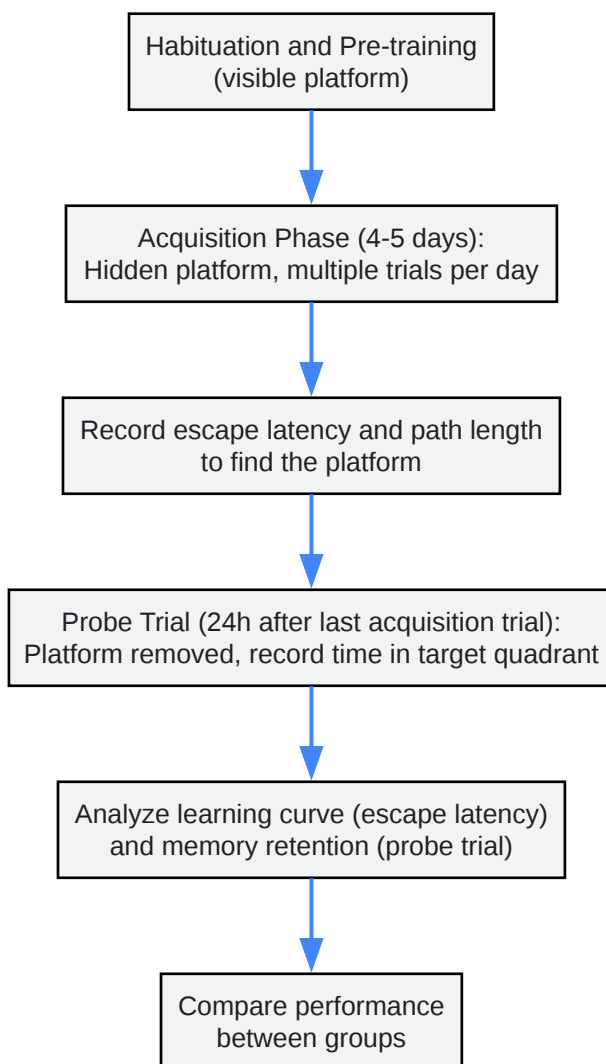 Habituation and Pre-training
(visible platform)
Acquisition Phase (4-5 days):
Hidden platform, multiple trials per day
Record escape latency and path length
to find the platform
Probe Trial (24h after last acquisition trial):
Platform removed, record time in target quadrant
Analyze learning curve (escape latency)
and memory retention (probe trial)
Compare performance
between groups